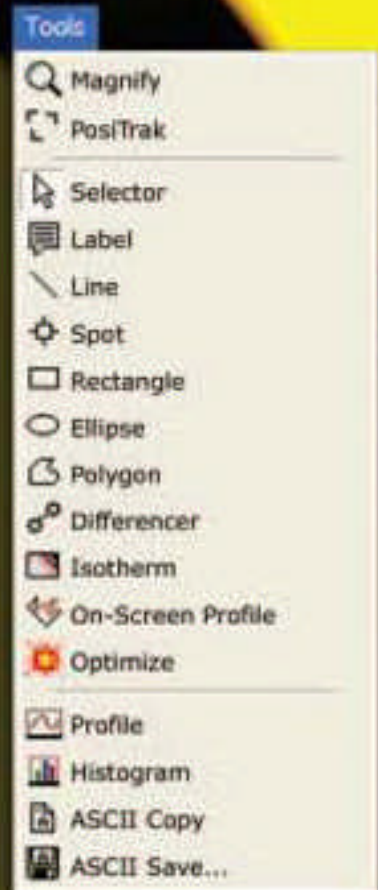 Tools
Magnify
PosiTrak
Selector
Label
Line
Spot
Rectangle
Ellipse
Polygon
Differencer
Isotherm
On-Screen Profile
Optimize
Profile
Histogram
ASCII Copy
ASCII Save...